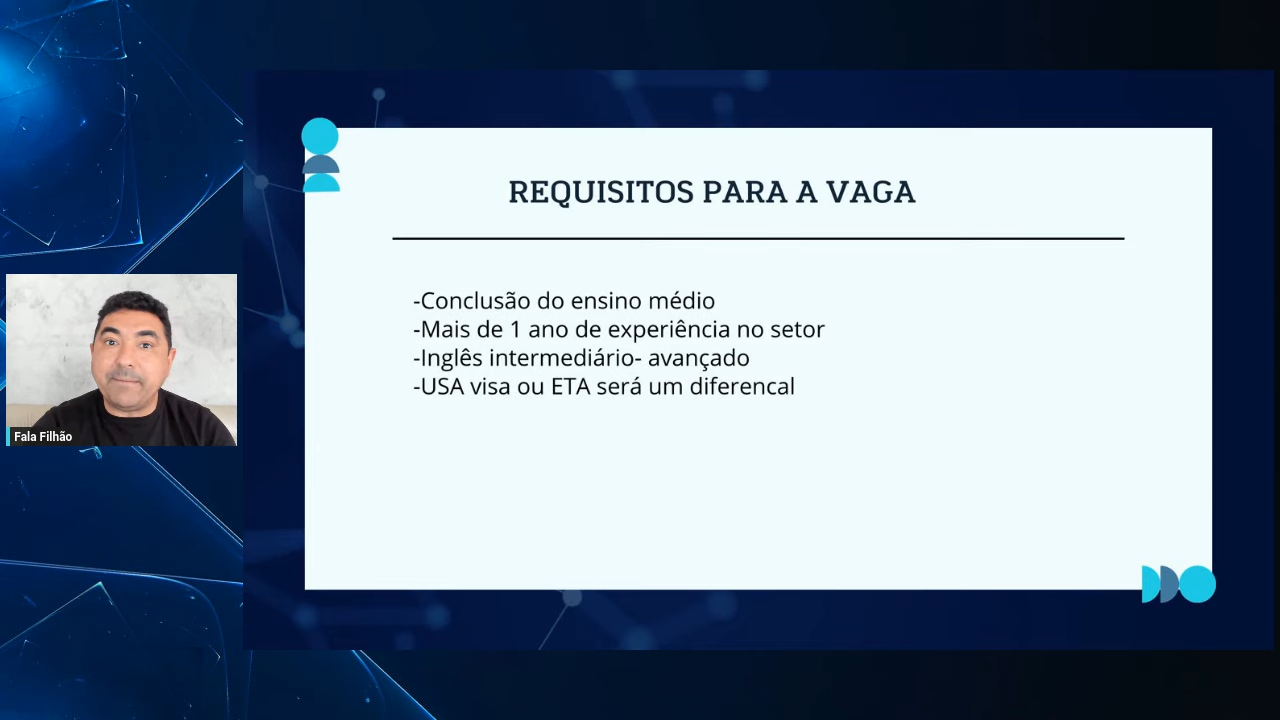 REQUISITOS PARA A VAGA
-Conclusão do ensino médio
-Mais de 1 ano de experiência no setor
-Inglês intermediário- avançado
-USA visa ou ETA será um diferencal
Fala Filhão